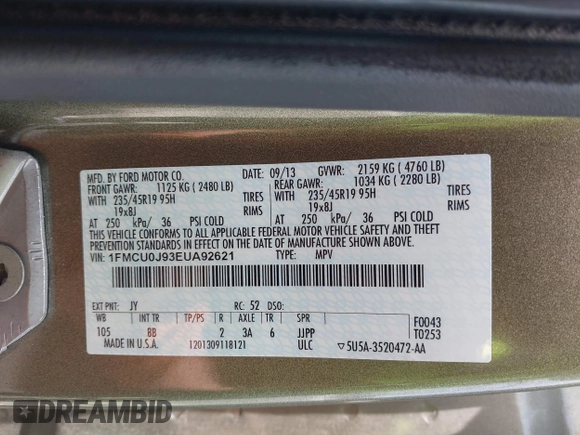 MFD. BY FORD MOTOR CO. 09/13 GVWR: 2159 KG ( 4760 LB)
FRONT GAWR: 1125 KG ( 2480 LB) REAR GAWR: 1034 KG ( 2280 LB)
WITH 235/45R19 95H TIRES WITH 235/45R19 95H TIRES
19x8J RIMS 19x8J RIMS
AT 250 kPa/ 36 PSI COLD AT 250 kPa/ 36 PSI COLD
THIS VEHICLE CONFORMS TO ALL APPLICABLE FEDERAL MOTOR VEHICLE SAFETY AND
THEFT PREVENTION STANDARDS IN EFFECT ON THE DATE OF MANUFACTURE SHOWN ABOVE.
VIN: 1FMCU0J93EUA92621 TYPE: MPV
EXT PNT: JY RC: 52 DSO:
WB INT TR TP/PS R AXLE TR SPR F0043
105 8B 2 3A 6 JJPP T0253
MADE IN U.S.A. 1201309118121 ULC ▽5U5A-3520472-AA
DREAMBID